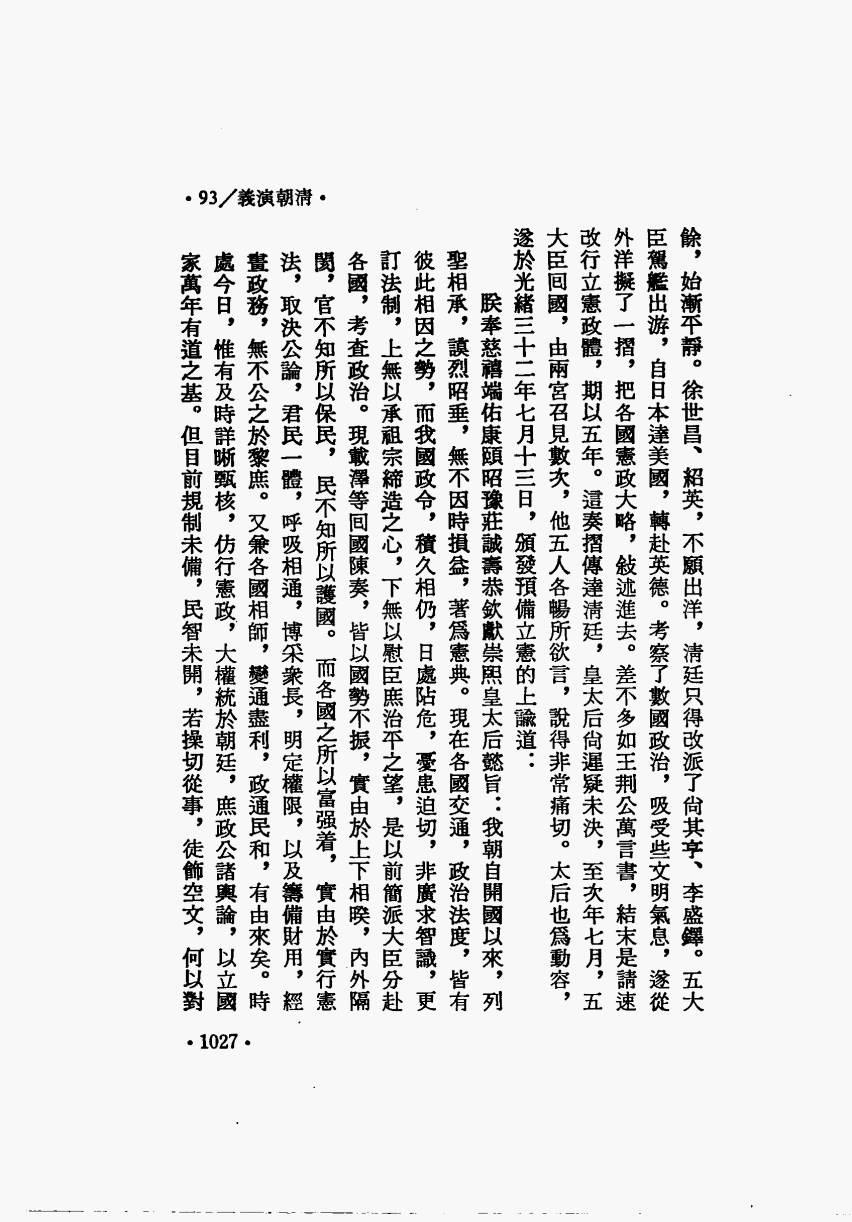 •清朝演義/93•
餘，始漸平靜。徐世昌、紹英，不願出洋，清廷只得改派了尙其亨、李盛鐸。五大
臣駕艦出游，自日本達美國，轉赴英德。考察了數國政治，吸受些文明氣息，遂從
外洋擬了一摺，把各國憲政大略，敍述進去。差不多如王荆公萬言書，結末是請速
改行立憲政體，期以五年。這奏摺傳達淸廷，皇太后尙遲疑未決，至次年七月，五
大臣囘國，由兩宮召見數次，他五人各暢所欲言，說得非常痛切。太后也爲動容，
遂於光緒三十二年七月十三日，頒發預備立憲的上諭道：
朕奉慈禧端佑康頤昭豫莊誠壽恭欽獻崇熙皇太后懿旨：我朝自開國以來，列
聖相承，謨烈昭垂，無不因時損益，著爲憲典。現在各國交通，政治法度，皆有
彼此相因之勢，而我國政令，積久相仍，日處阽危，憂患迫切，非廣求智識，更
訂法制，上無以承祖宗締造之心，下無以慰臣庶治平之望，是以前簡派大臣分赴
各國，考查政治。現載澤等囘國陳奏，皆以國勢不振，實由於上下相暌，內外隔
閡，官不知所以保民，民不知所以護國。而各國之所以富强着，實由於實行憲
法，取決公論，君民一體，呼吸相通，博采衆長，明定權限，以及籌備財用，經
畫政務，無不公之於黎庶。又兼各國相師，變通盡利，政通民和，有由來矣。時
處今日，惟有及時詳晰甄核，仿行憲政，大權統於朝廷，庶政公諸輿論，以立國
家萬年有道之基。但目前規制未備，民智未開，若操切從事，徒飾空文，何以對
•1027•